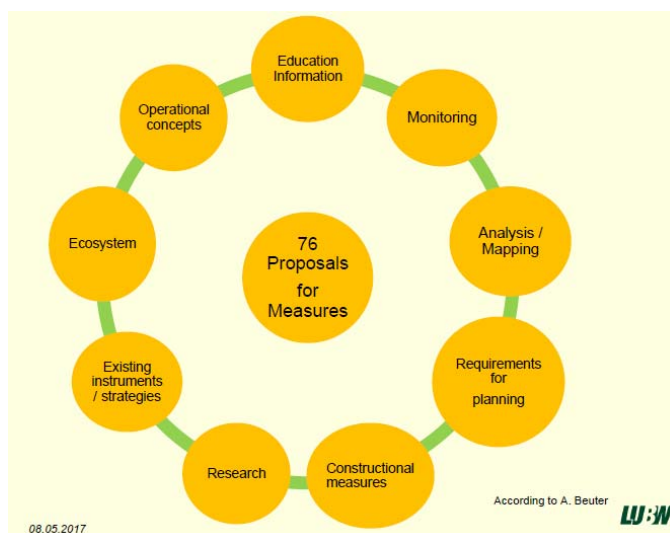 Education
Information
Monitoring
Analysis /
Mapping
Requirements
for
planning
Constructional
measures
Research
Existing
instruments
/ strategies
Ecosystem
Operational
concepts
76
Proposals
for
Measures
According to A. Beuter
LUBW
08.05.2017